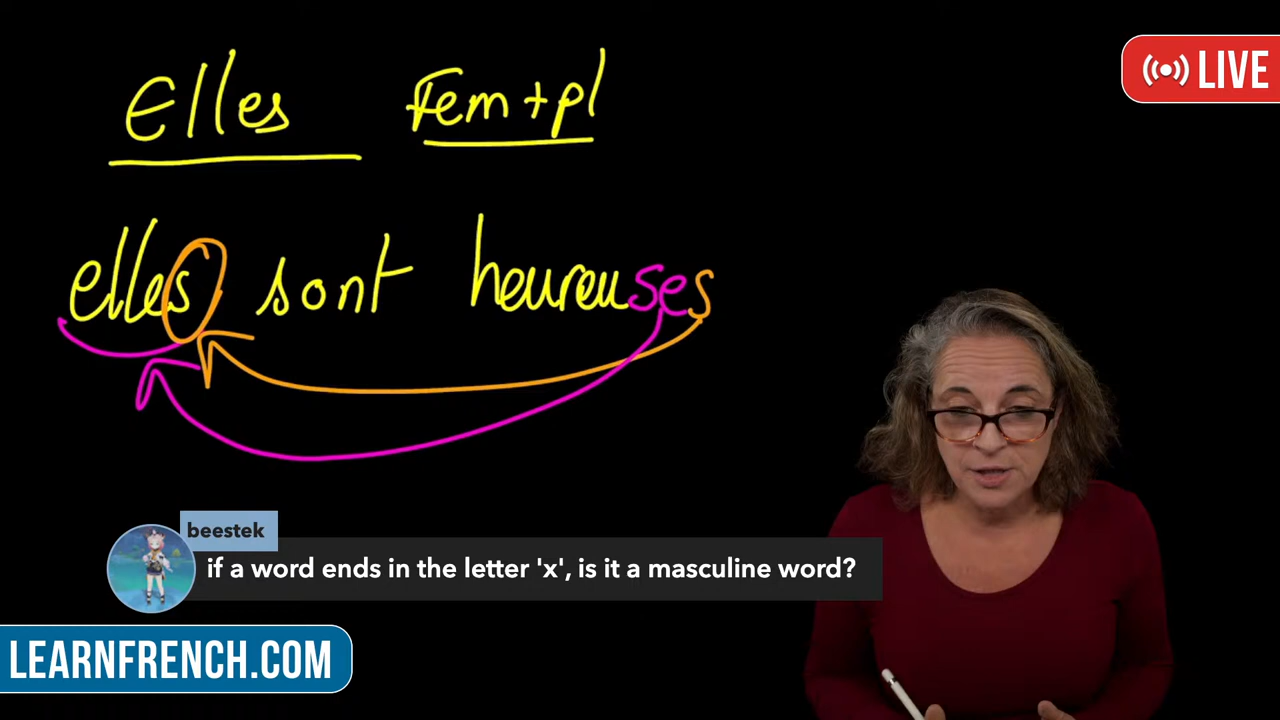 Elles Fem+pl
LIVE
elles sont heureuses
beestek
if a word ends in the letter 'x', is it a masculine word?
LEARNFRENCH.COM